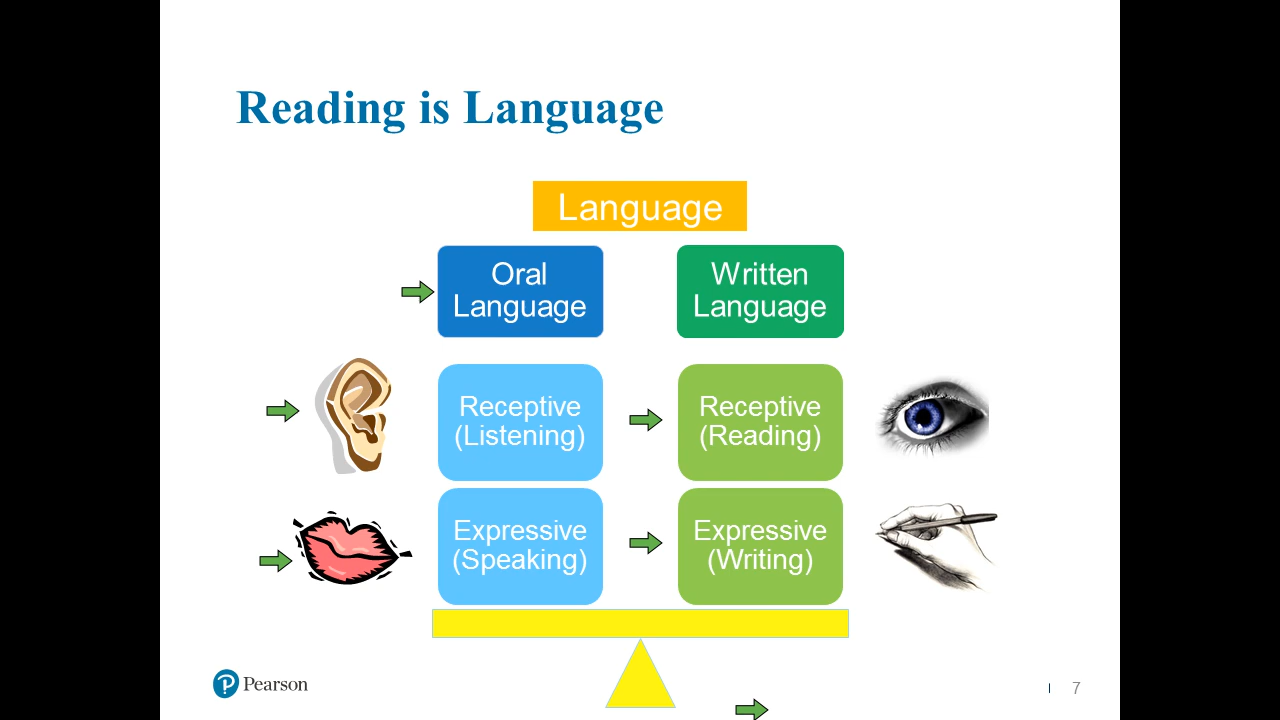 Reading is Language
Language
Oral
Language
Written
Language
Receptive
(Listening)
Receptive
(Reading)
Expressive
(Speaking)
Expressive
(Writing)
Pearson
7